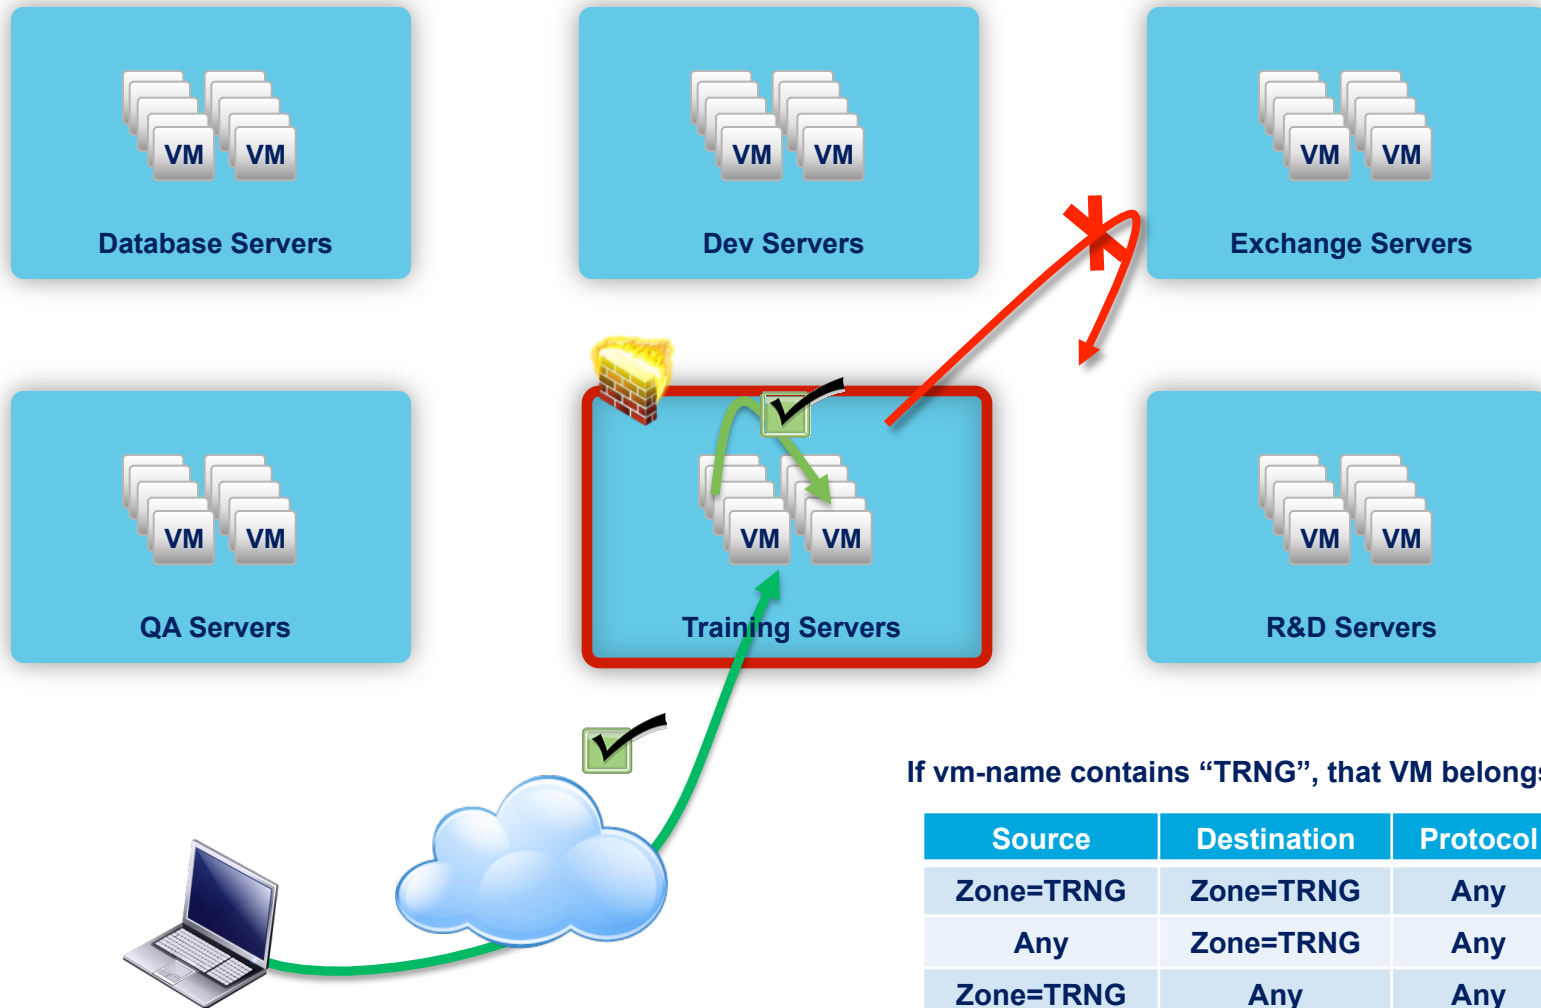 VM VM
Database Servers
VM VM
Dev Servers
VM VM
Exchange Servers
VM VM
QA Servers
VM VM
Training Servers
VM VM
R&D Servers
If vm-name contains “TRNG”, that VM belongs
Source Destination Protocol
Zone=TRNG Zone=TRNG Any
Any Zone=TRNG Any
Zone=TRNG Any Any